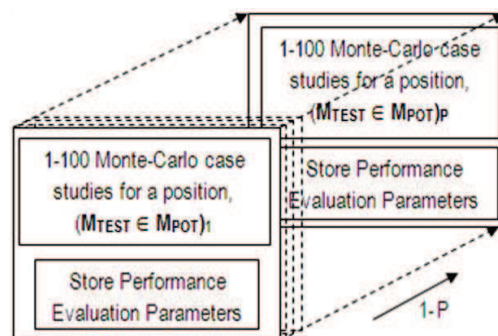 1-100 Monte-Carlo case
studies for a position,
(MTEST ∈ MPOT)P
Store Performance
Evaluation Parameters
1-100 Monte-Carlo case
studies for a position,
(MTEST ∈ MPOT)1
Store Performance
Evaluation Parameters
1-P